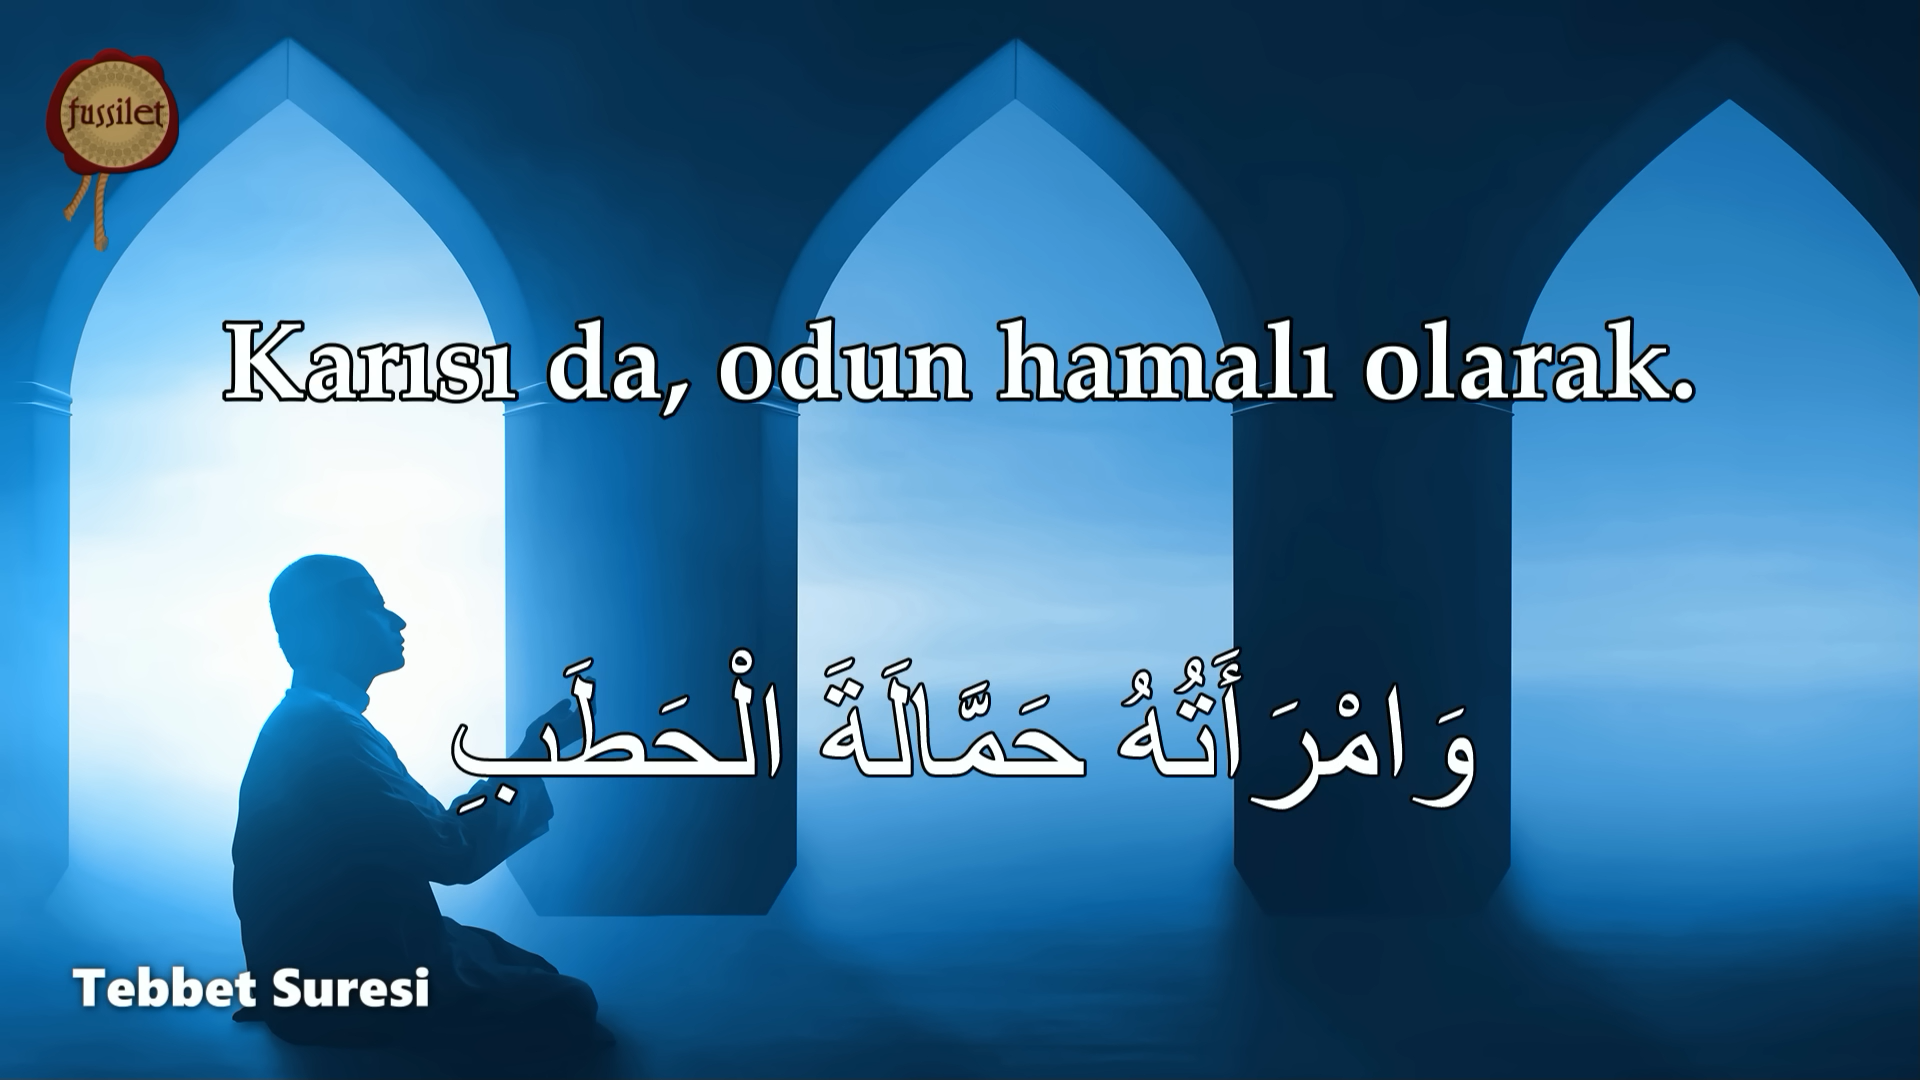 fussilet
Karısı da, odun hamalı olarak.
وَامْرَأَتُهُ حَمَّالَةَ الْحَطَبِ
Tebbet Suresi